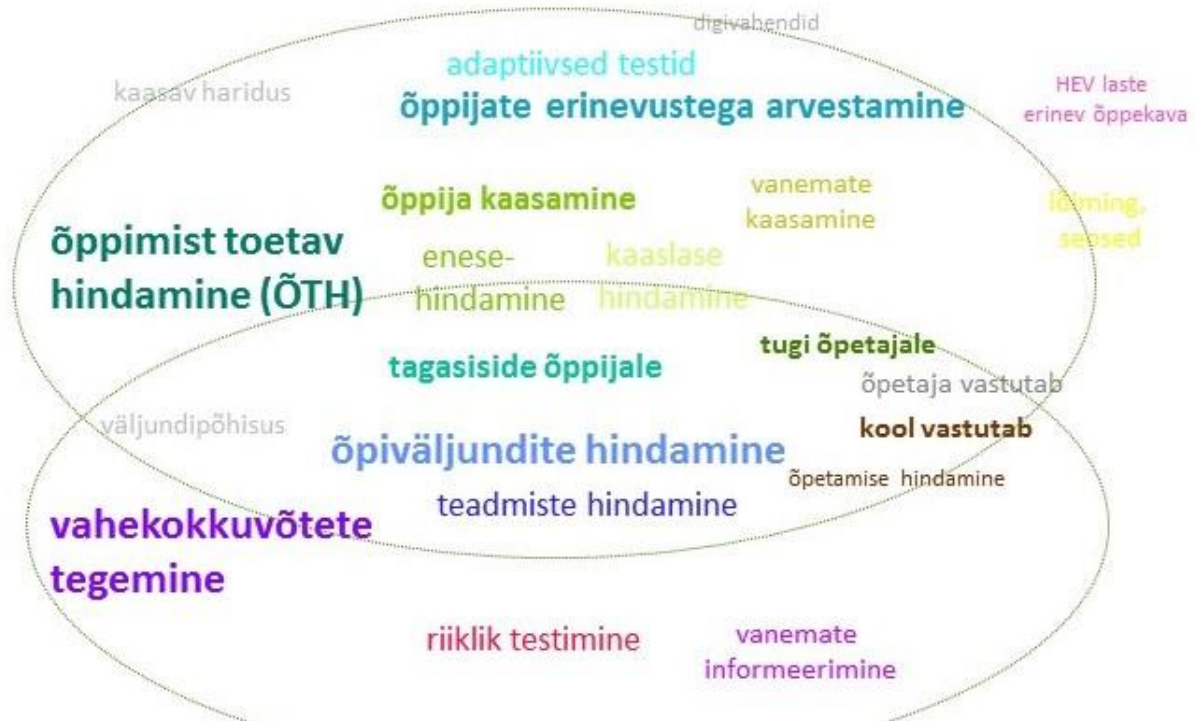 digivahendid
adaptiivsed testid
kaasav haridus
õppijate erinevustega arvestamine
HEV laste
erinev õppekava
õppija kaasamine
vanemate
kaasamine
lõiming,
seosed
õppimist toetav
hindamine (ÕTH)
enese-
hindamine
kaaslase
hindamine
tugi õpetajale
tagasiside õppijale
õpetaja vastutab
väljundipõhisus
kool vastutab
õpiväljundite hindamine
õpetamise hindamine
teadmiste hindamine
vahekokkuvõtete
tegemine
riiklik testimine
vanemate
informeerimine